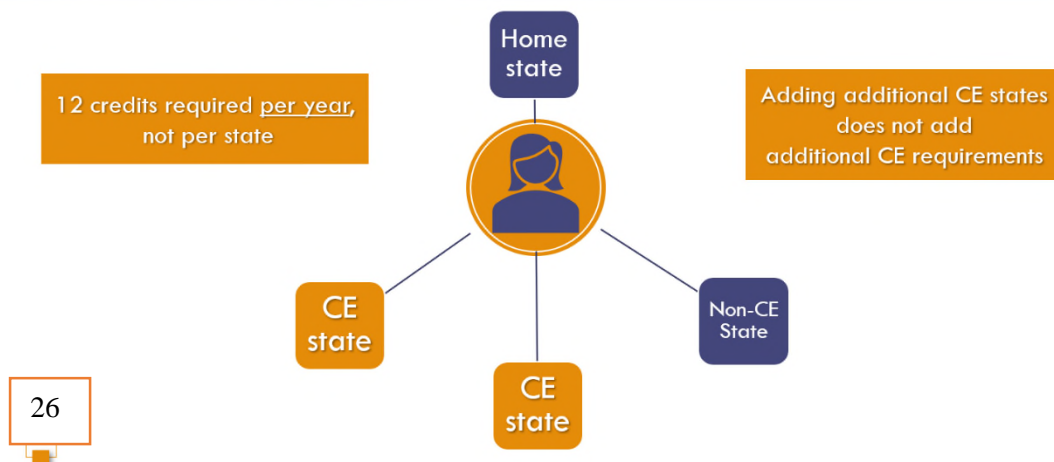 Home
state
12 credits required per year,
not per state
Adding additional CE states
does not add
additional CE requirements
CE
state
CE
state
Non-CE
State
26